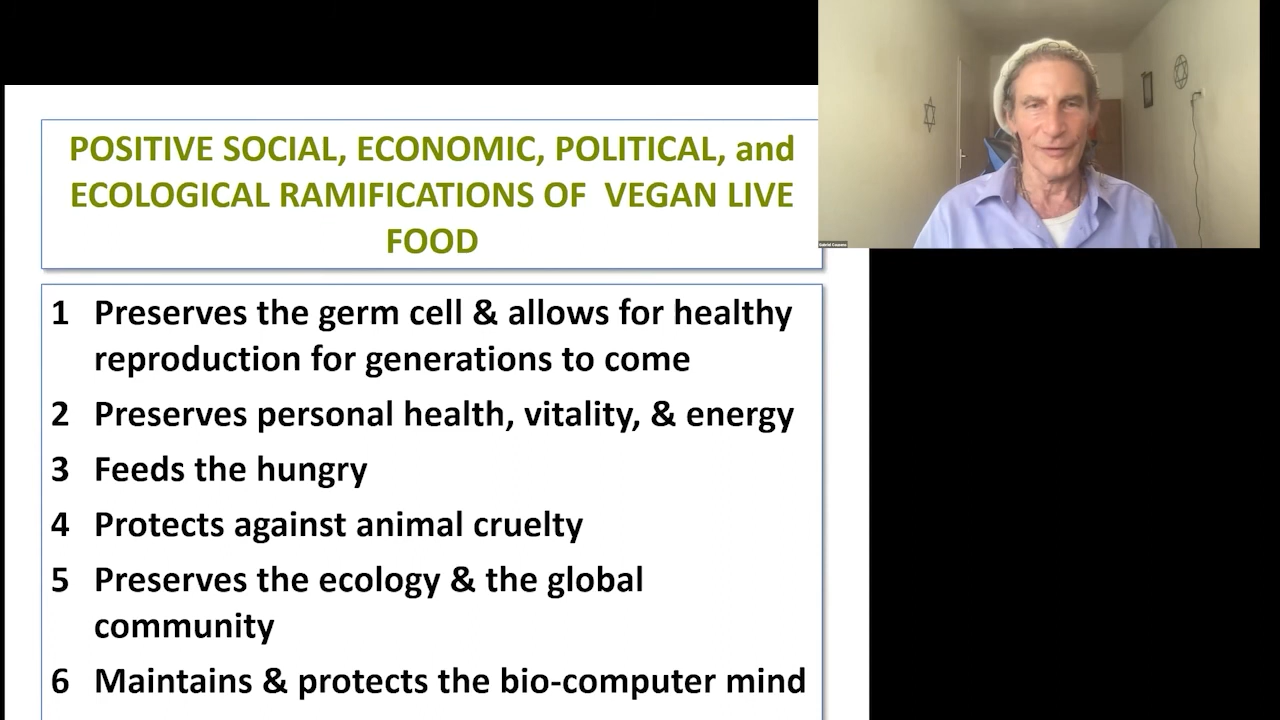 POSITIVE SOCIAL, ECONOMIC, POLITICAL, and
ECOLOGICAL RAMIFICATIONS OF VEGAN LIVE
FOOD
1 Preserves the germ cell & allows for healthy
reproduction for generations to come
2 Preserves personal health, vitality, & energy
3 Feeds the hungry
4 Protects against animal cruelty
5 Preserves the ecology & the global
community
6 Maintains & protects the bio-computer mind